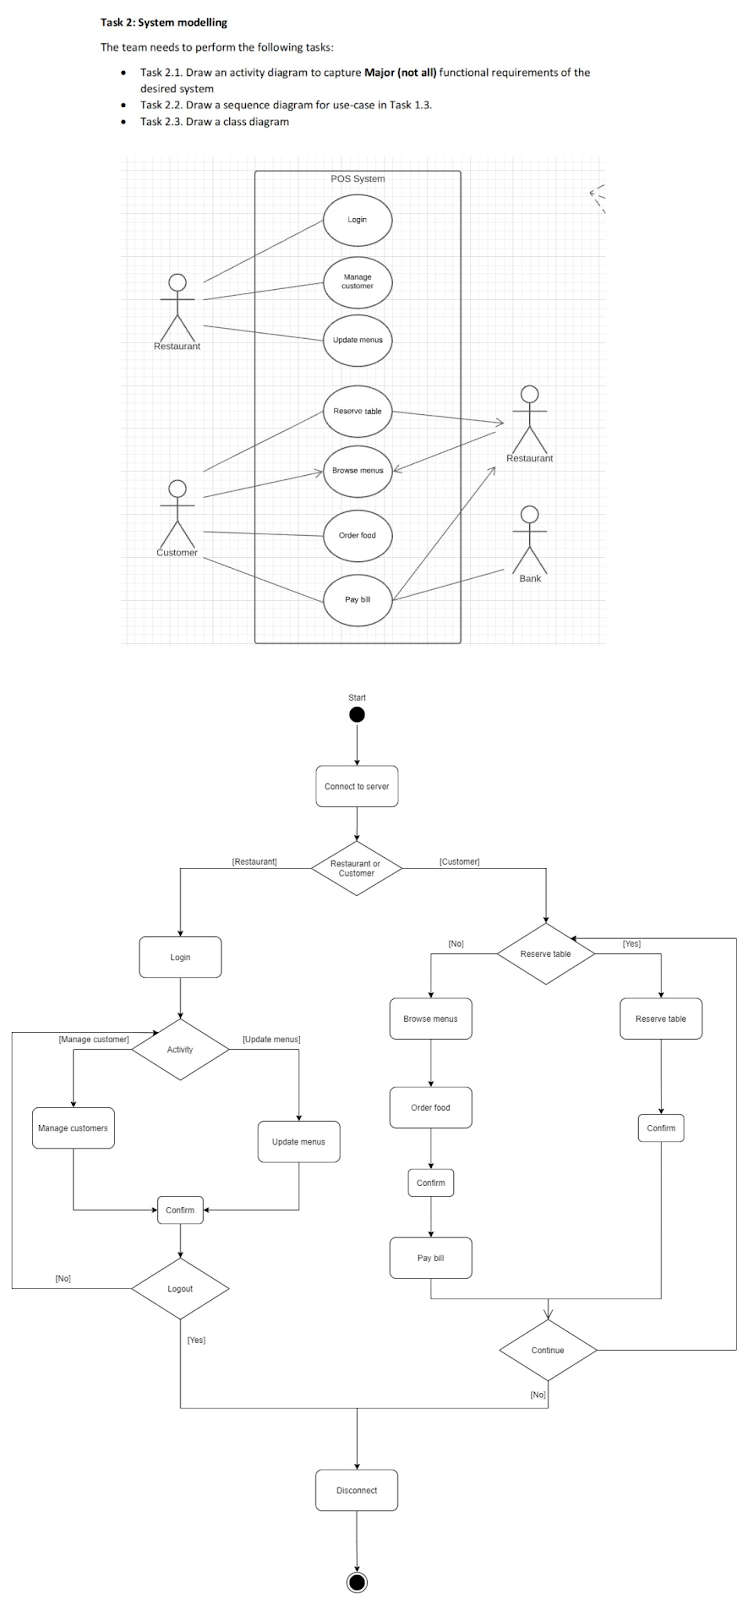 Task 2: System modelling
The team needs to perform the following tasks:
• Task 2.1. Draw an activity diagram to capture Major (not all) functional requirements of the
desired system
• Task 2.2. Draw a sequence diagram for use-case in Task 1.3.
• Task 2.3. Draw a class diagram
POS System
Login
Manage
customer
Restaurant
Update menus
Reserve table
Restaurant
Browse menus
Customer
Order food
Bank
Pay bill
Start
Connect to server
[Restaurant]
Restaurant or
Customer
[Customer]
Login
[No]
Reserve table
[Yes]
[Manage customer]
Activity
[Update menus]
Browse menus
Reserve table
Manage customers
Update menus
Order food
Confirm
Confirm
Confirm
Pay bill
[No]
Logout
[Yes]
Continue
[No]
Disconnect